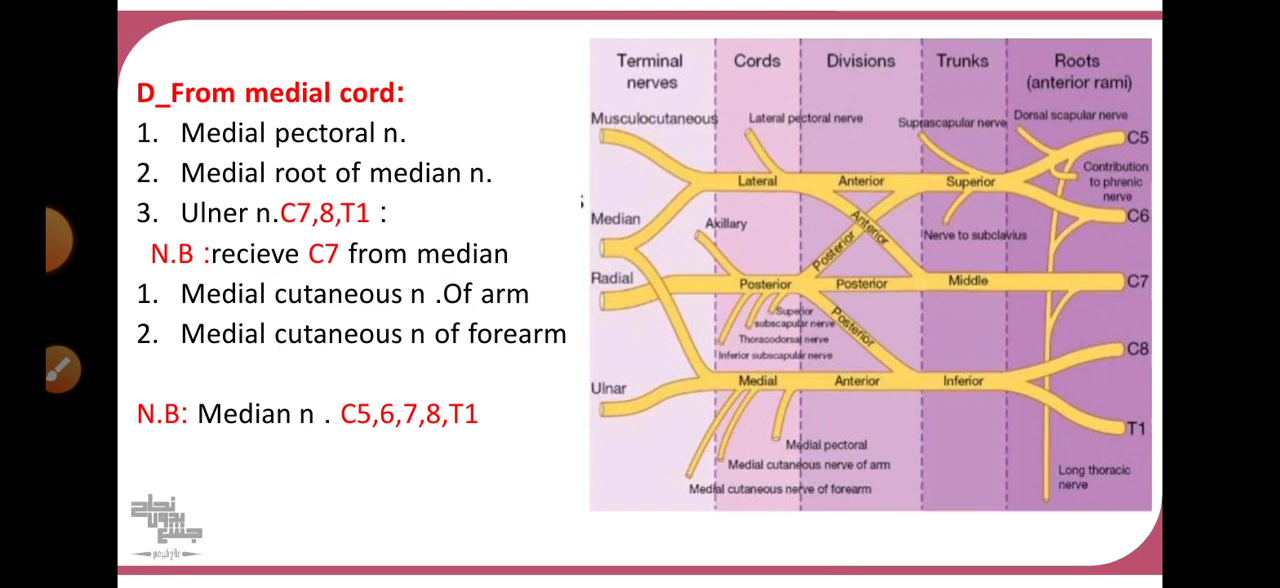 D_From medial cord:
1. Medial pectoral n.
2. Medial root of median n.
3. Ulner n.C7,8,T1 :
N.B :recieve C7 from median
1. Medial cutaneous n .Of arm
2. Medial cutaneous n of forearm
N.B: Median n . C5,6,7,8,T1
نجاح
بدون
جشع
علاج طبيعي
s
Terminal nerves
Cords
Divisions
Trunks
Roots
(anterior rami)
Musculocutaneous
Lateral pectoral nerve
Suprascapular nerve
Dorsal scapular nerve
C5
Contribution
to phrenic
nerve
Lateral
Anterior
Superior
C6
Median
Axillary
Anterior
Posterior
Nerve to subclavius
Radial
Posterior
Posterior
Middle
C7
Superior
subscapular nerve
Thoracodorsal nerve
Inferior subscapular nerve
Posterior
C8
Ulnar
Medial
Anterior
Inferior
T1
Medial pectoral
Medial cutaneous nerve of arm
Medial cutaneous nerve of forearm
Long thoracic
nerve